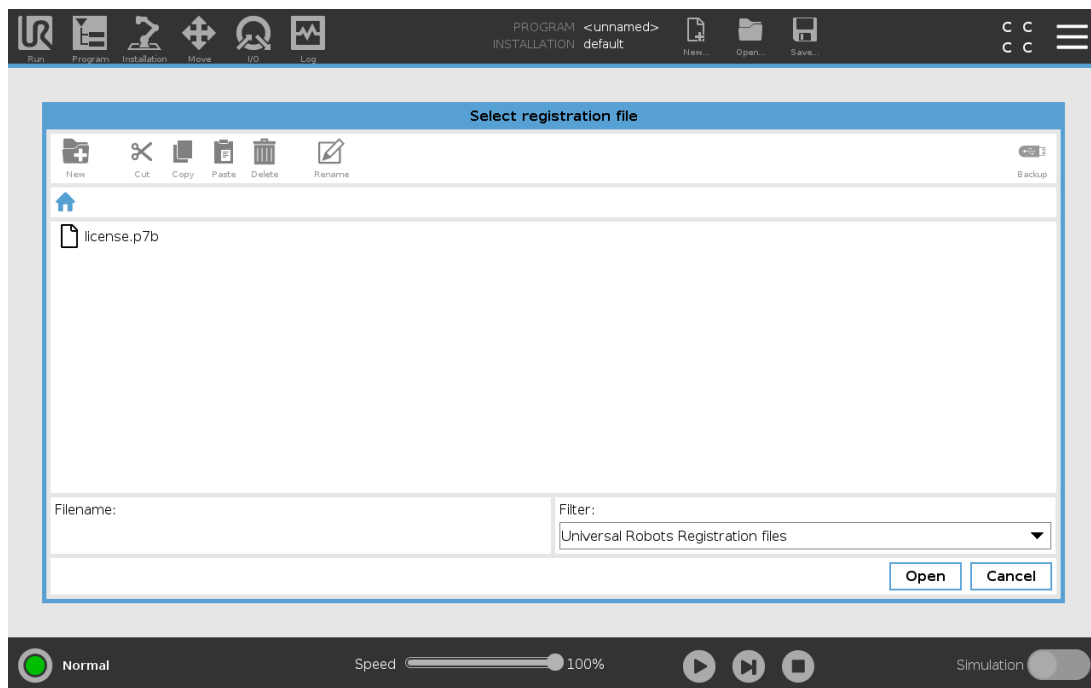 PROGRAM <unnamed>
INSTALLATION default
Run Program Installation Move I/O Log New... Open... Save...
C C
C C
Select registration file
New Cut Copy Paste Delete Rename Backup
license.p7b
Filename:
Filter:
Universal Robots Registration files
Open Cancel
Normal Speed 100% Simulation